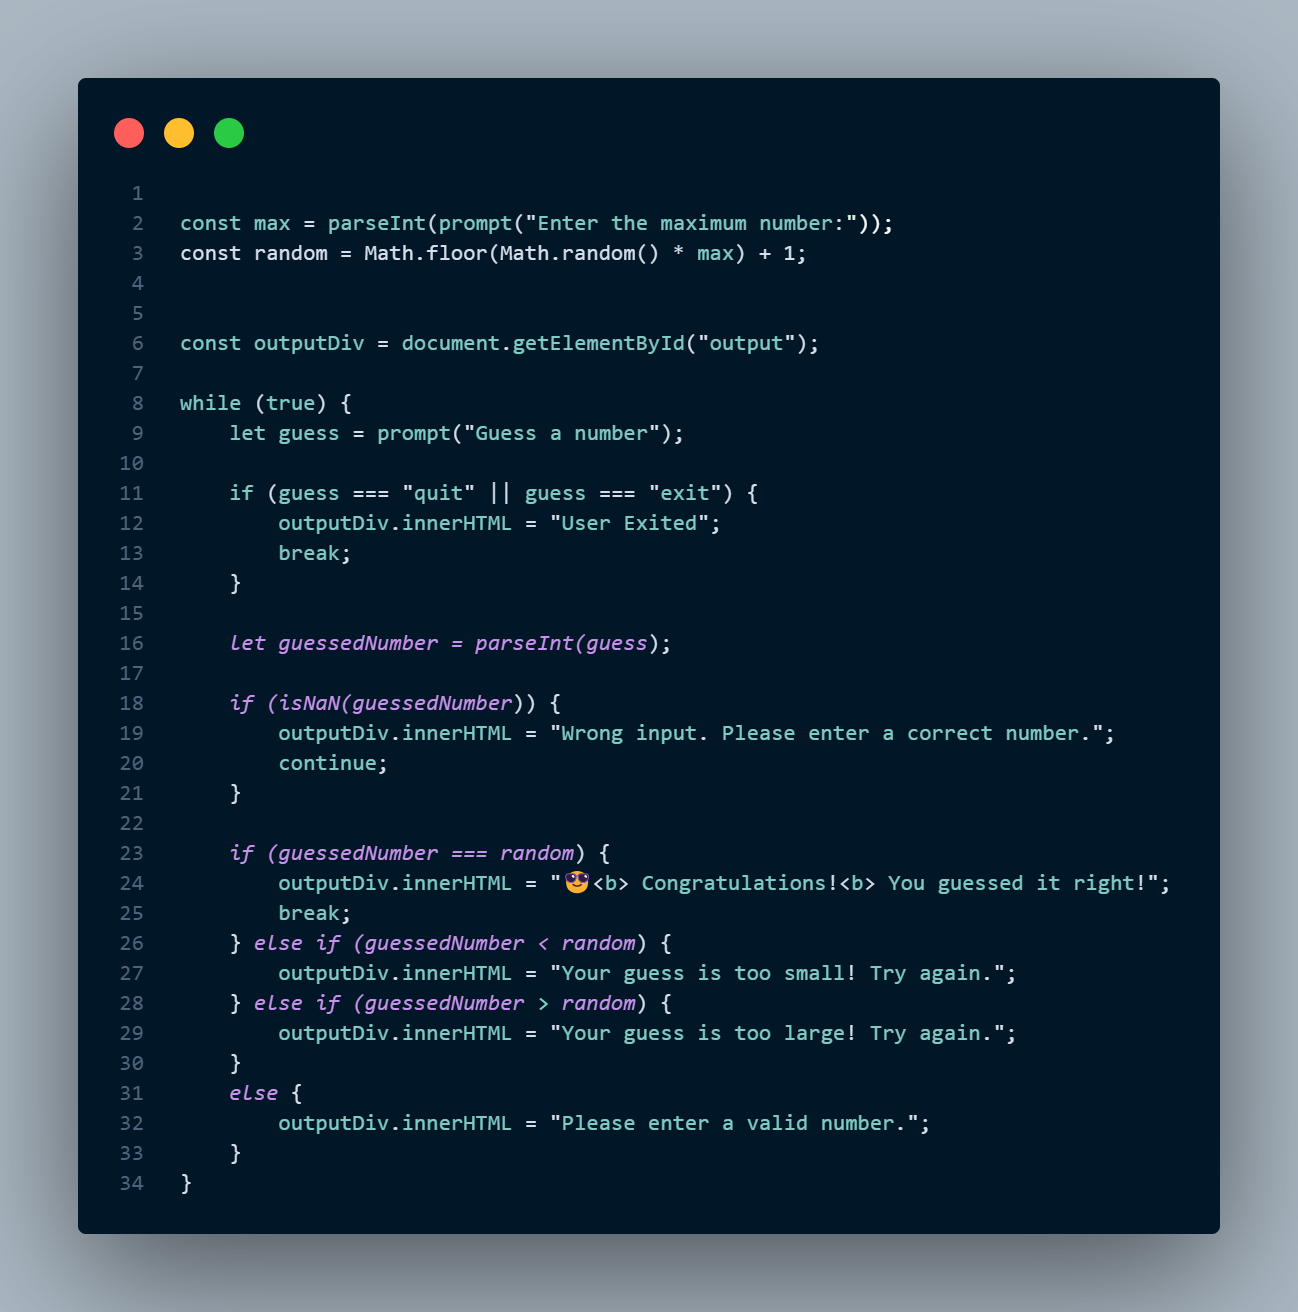 1
2 const max = parseInt(prompt("Enter the maximum number:"));
3 const random = Math.floor(Math.random() * max) + 1;
4
5
6 const outputDiv = document.getElementById("output");
7
8 while (true) {
9     let guess = prompt("Guess a number");
10
11     if (guess === "quit" || guess === "exit") {
12         outputDiv.innerHTML = "User Exited";
13         break;
14     }
15
16     let guessedNumber = parseInt(guess);
17
18     if (isNaN(guessedNumber)) {
19         outputDiv.innerHTML = "Wrong input. Please enter a correct number.";
20         continue;
21     }
22
23     if (guessedNumber === random) {
24         outputDiv.innerHTML = "😎<b> Congratulations!<b> You guessed it right!";
25         break;
26     } else if (guessedNumber < random) {
27         outputDiv.innerHTML = "Your guess is too small! Try again.";
28     } else if (guessedNumber > random) {
29         outputDiv.innerHTML = "Your guess is too large! Try again.";
30     }
31     else {
32         outputDiv.innerHTML = "Please enter a valid number.";
33     }
34 }